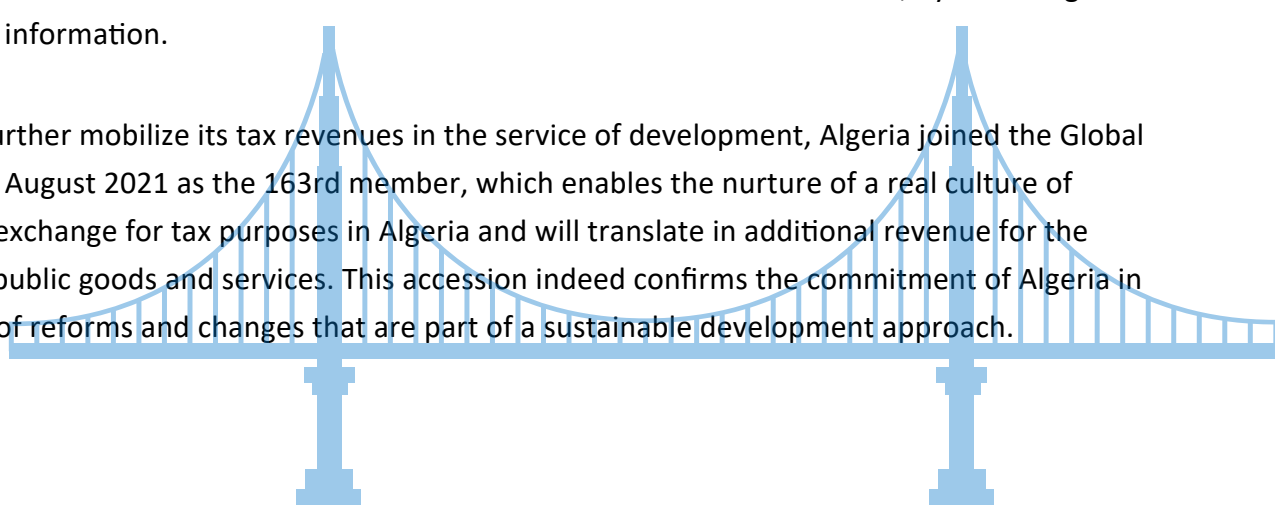 information.
urther mobilize its tax revenues in the service of development, Algeria joined the Global
August 2021 as the 163rd member, which enables the nurture of a real culture of
exchange for tax purposes in Algeria and will translate in additional revenue for the
public goods and services. This accession indeed confirms the commitment of Algeria in
of reforms and changes that are part of a sustainable development approach.